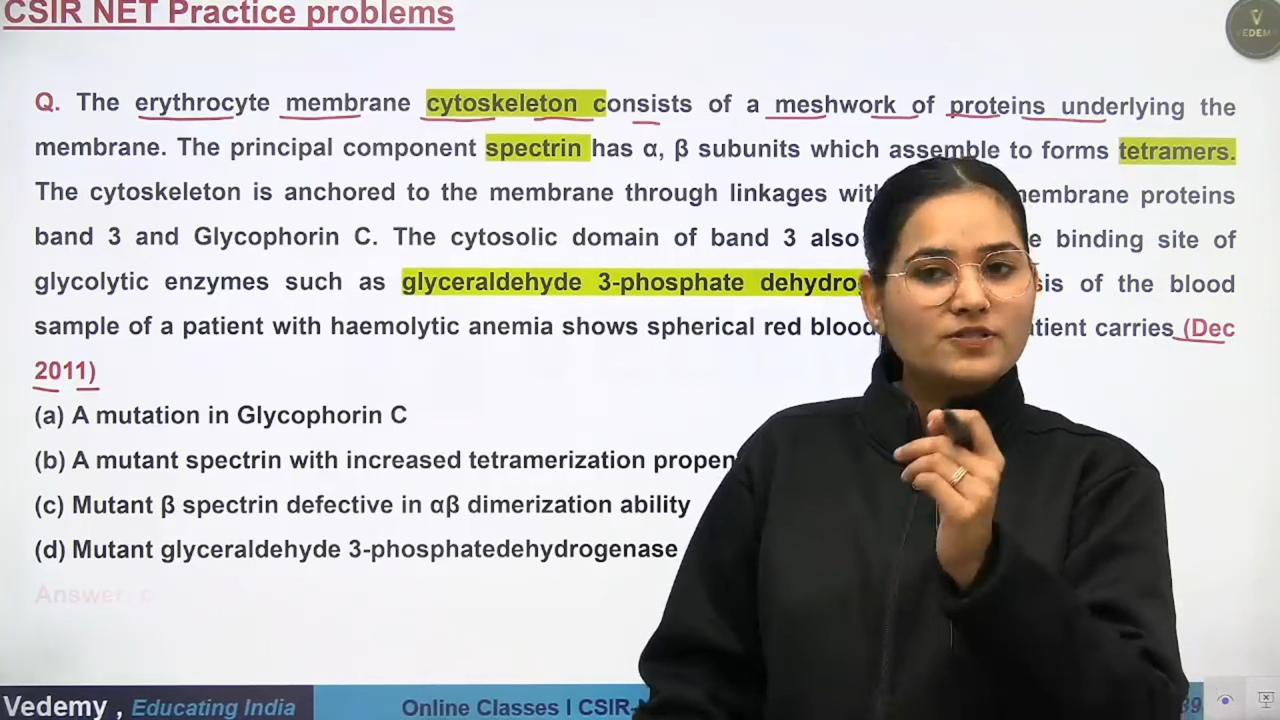 CSIR NET Practice problems
VEDEM
Q. The erythrocyte membrane cytoskeleton consists of a meshwork of proteins underlying the
membrane. The principal component spectrin has α, β subunits which assemble to forms tetramers.
The cytoskeleton is anchored to the membrane through linkages with membrane proteins
band 3 and Glycophorin C. The cytosolic domain of band 3 also binding site of
glycolytic enzymes such as glyceraldehyde 3-phosphate of the blood
sample of a patient with haemolytic anemia shows spherical red blood carries (Dec
2011)
(a) A mutation in Glycophorin C
(b) A mutant spectrin with increased tetramerization
(c) Mutant β spectrin defective in αβ dimerization ability
(d) Mutant glyceraldehyde 3-phosphatedehydrogenase
Answer: c
Vedemy , Educating India
Online Classes I CSIR-